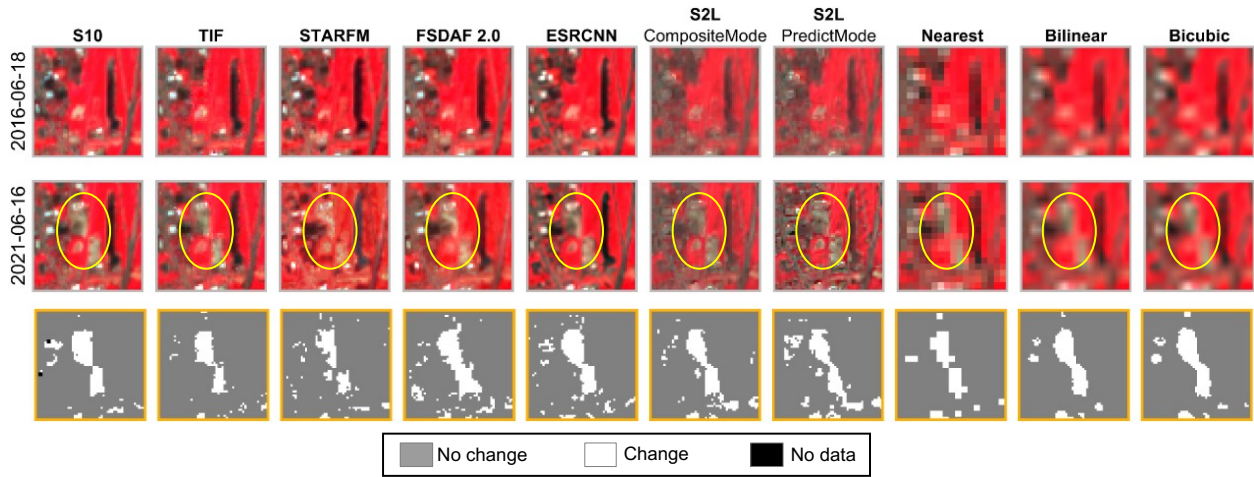 S10 TIF STARFM FSDAF 2.0 ESRCNN S2L CompositeMode S2L PredictMode Nearest Bilinear Bicubic
2016-06-18
2021-06-16
No change Change No data